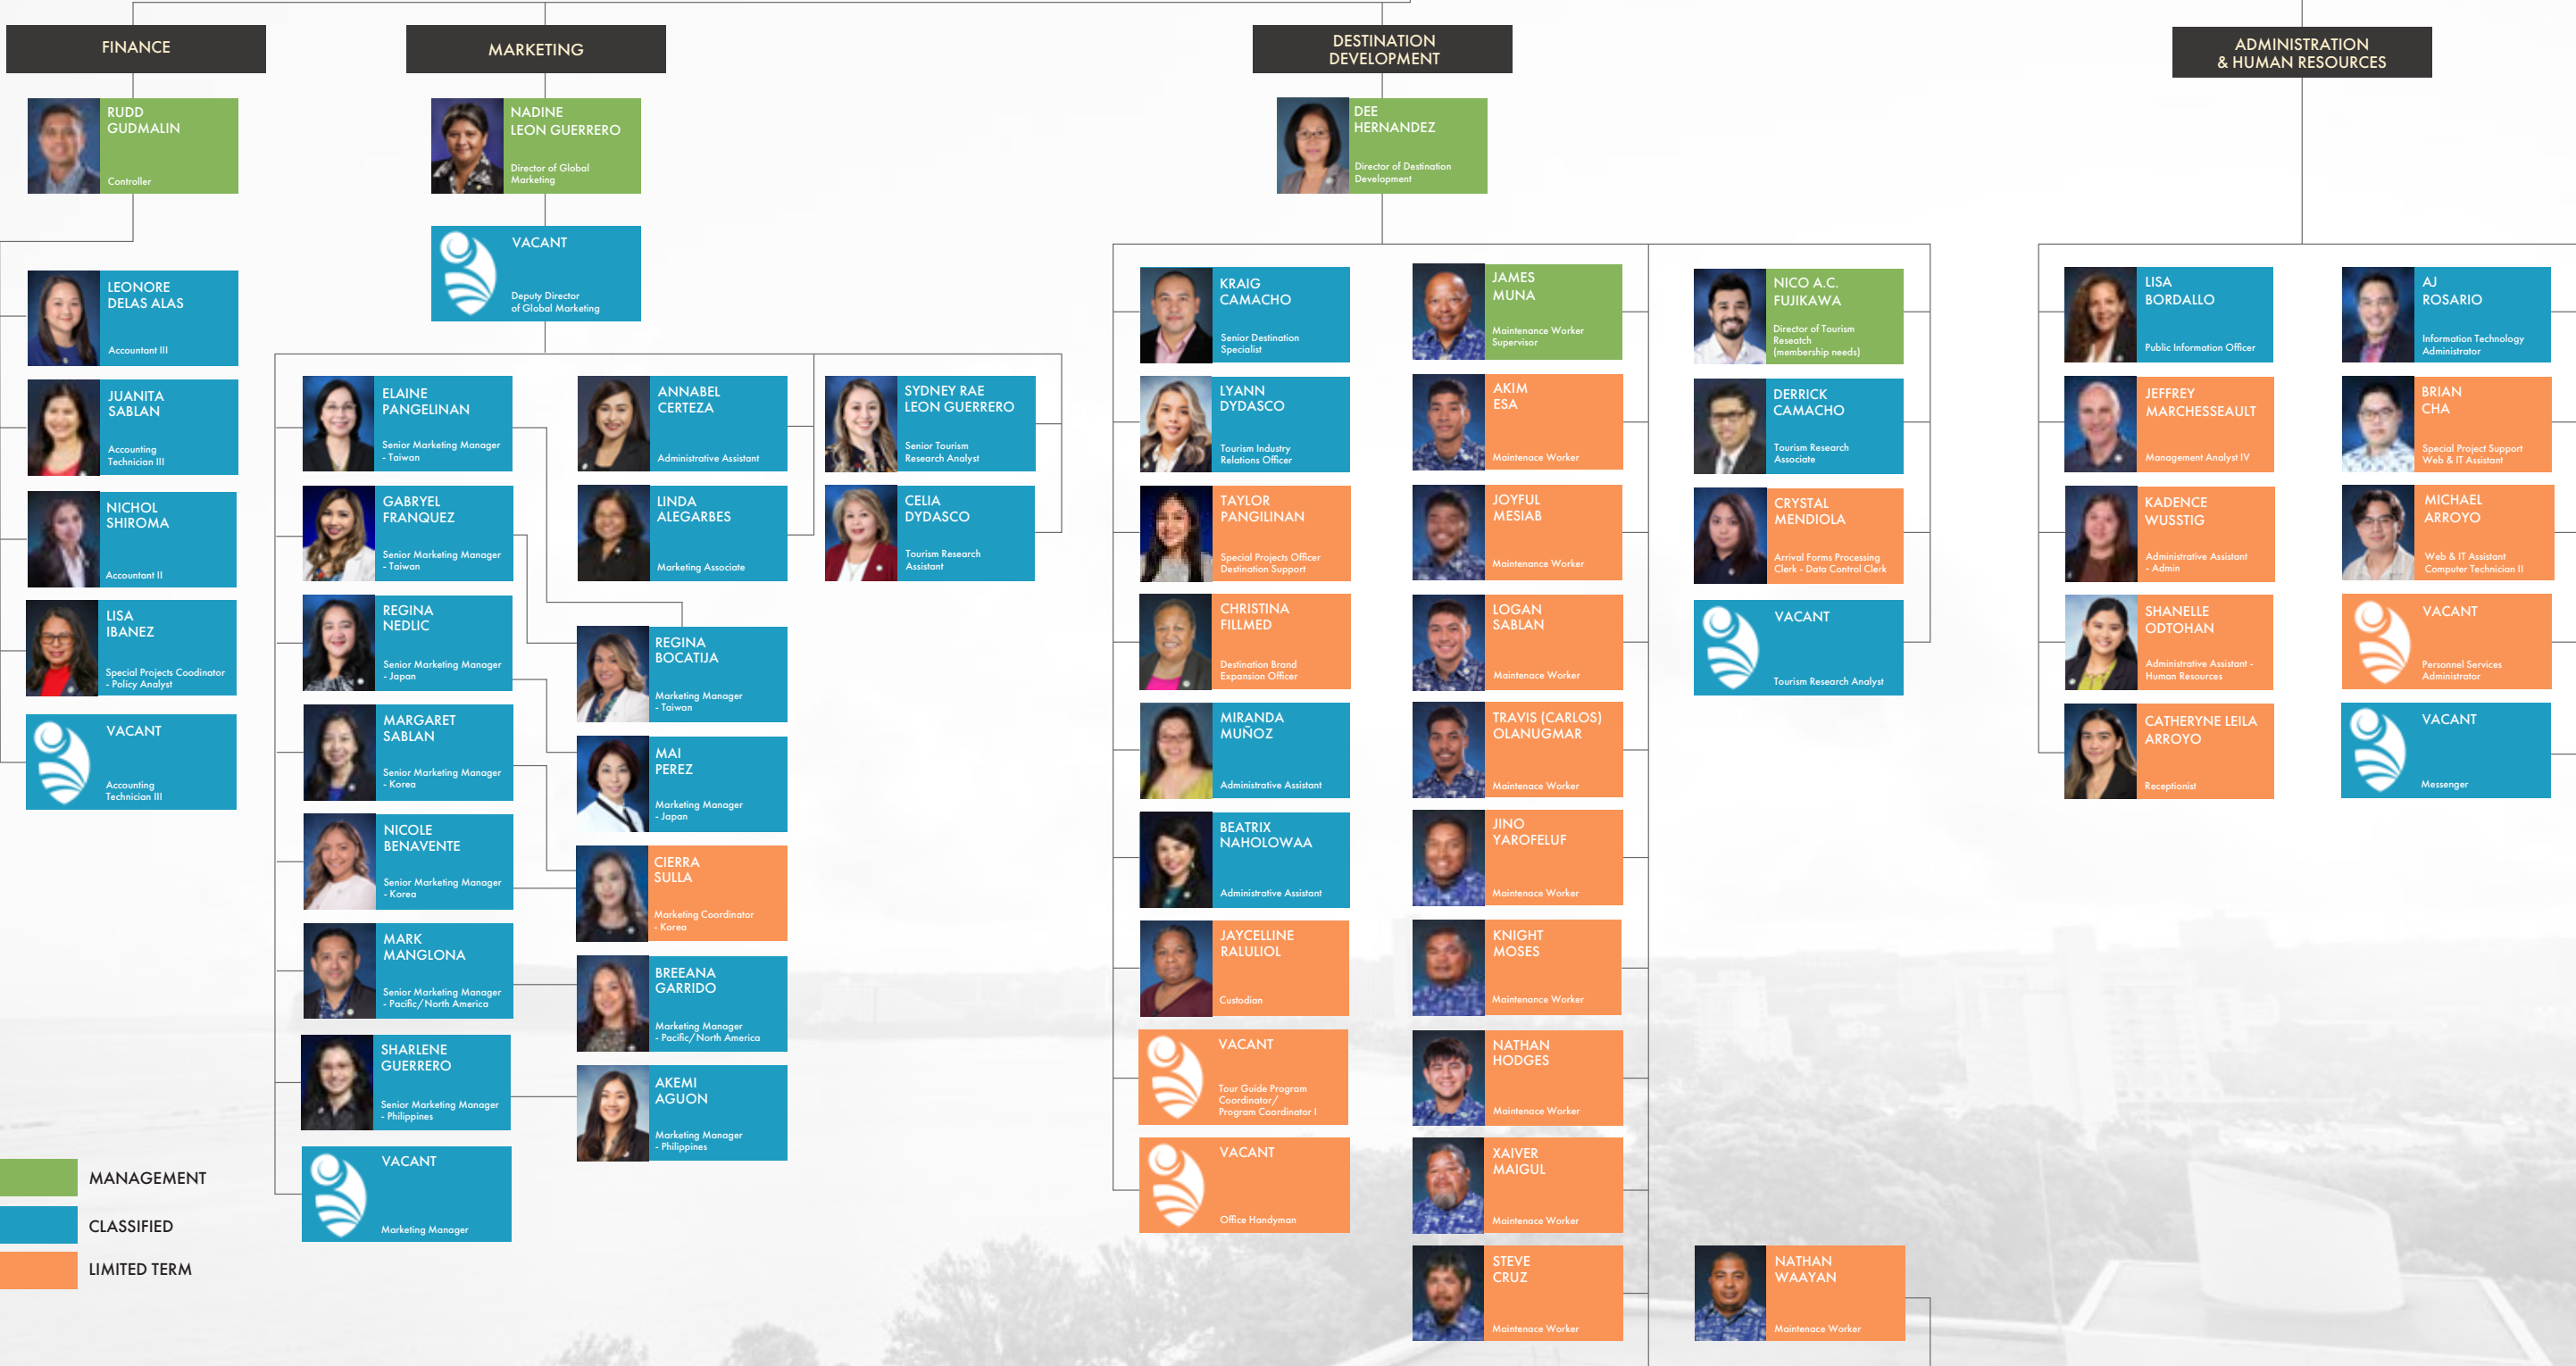 FINANCE
RUDD
GUDMALIN
Controller
LEONORE
DELAS ALAS
Accountant III
JUANITA
SABLAN
Accounting
Technician III
NICHOL
SHIROMA
Accountant II
LISA
IBANEZ
Special Projects Coodinator
- Policy Analyst
VACANT
Accounting
Technician III
MARKETING
NADINE
LEON GUERRERO
Director of Global
Marketing
VACANT
Deputy Director
of Global Marketing
ELAINE
PANGELINAN
Senior Marketing Manager
- Taiwan
GABRYEL
FRANQUEZ
Senior Marketing Manager
- Taiwan
REGINA
NEDLIC
Senior Marketing Manager
- Japan
MARGARET
SABLAN
Senior Marketing Manager
- Korea
NICOLE
BENAVENTE
Senior Marketing Manager
- Korea
MARK
MANGLONA
Senior Marketing Manager
- Pacific/North America
SHARLENE
GUERRERO
Senior Marketing Manager
- Philippines
VACANT
Marketing Manager
ANNABEL
CERTEZA
Administrative Assistant
LINDA
ALEGARBES
Marketing Associate
REGINA
BOCATIJA
Marketing Manager
- Taiwan
MAI
PEREZ
Marketing Manager
- Japan
CIERRA
SULLA
Marketing Coordinator
- Korea
BREEANA
GARRIDO
Marketing Manager
- Pacific/North America
AKEMI
AGUON
Marketing Manager
- Philippines
SYDNEY RAE
LEON GUERRERO
Senior Tourism
Research Analyst
CELIA
DYDASCO
Tourism Research
Assistant
DESTINATION
DEVELOPMENT
DEE
HERNANDEZ
Director of Destination
Development
KRAIG
CAMACHO
Senior Destination
Specialist
LYANN
DYDASCO
Tourism Industry
Relations Officer
TAYLOR
PANGILINAN
Special Projects Officer
Destination Support
CHRISTINA
FILLMED
Destination Brand
Expansion Officer
MIRANDA
MUÑOZ
Administrative Assistant
BEATRIX
NAHOLOWAA
Administrative Assistant
JAYCELLINE
RALULIOL
Custodian
VACANT
Tour Guide Program
Coordinator/
Program Coordinator I
VACANT
Office Handyman
JAMES
MUNA
Maintenance Worker
Supervisor
AKIM
ESA
Maintenace Worker
JOYFUL
MESIAB
Maintenance Worker
LOGAN
SABLAN
Maintenace Worker
TRAVIS (CARLOS)
OLANUGMAR
Maintenace Worker
JINO
YAROFELUF
Maintenace Worker
KNIGHT
MOSES
Maintenance Worker
NATHAN
HODGES
Maintenace Worker
XAIVER
MAIGUL
Maintenace Worker
STEVE
CRUZ
Maintenace Worker
NICO A.C.
FUJIKAWA
Director of Tourism
Reseatch
(membership needs)
DERRICK
CAMACHO
Tourism Research
Associate
CRYSTAL
MENDIOLA
Arrival Forms Processing
Clerk - Data Control Clerk
VACANT
Tourism Research Analyst
NATHAN
WAAYAN
Maintenace Worker
ADMINISTRATION
& HUMAN RESOURCES
LISA
BORDALLO
Public Information Officer
JEFFREY
MARCHESSEAULT
Management Analyst IV
KADENCE
WUSSTIG
Administrative Assistant
- Admin
SHANELLE
ODTOHAN
Administrative Assistant -
Human Resources
CATHERYNE LEILA
ARROYO
Receptionist
AJ
ROSARIO
Information Technology
Administrator
BRIAN
CHA
Special Project Support
Web & IT Assistant
MICHAEL
ARROYO
Web & IT Assistant
Computer Technician II
VACANT
Personnel Services
Administrator
VACANT
Messenger
MANAGEMENT
CLASSIFIED
LIMITED TERM